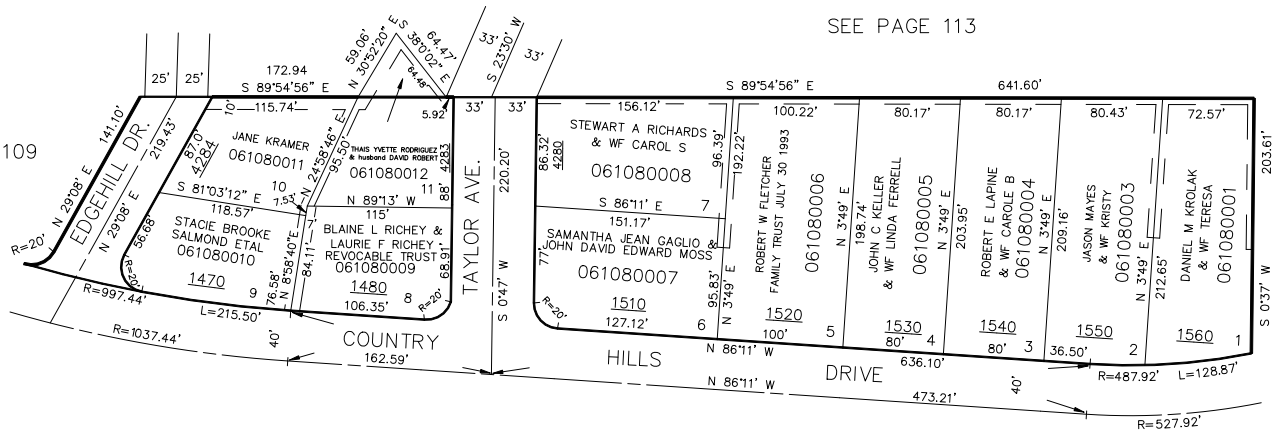 SEE PAGE 113
109
25'
25'
172.94
S 89°54'56" E
59.06'
N 30°52'20" E
S 38°0'02" E
64.47'
64.48'
33'
S 23°30' W
33'
S 89°54'56" E
641.60'
141.10'
N 29°08' E
EDGEHILL DR.
219.43'
N 29°08' E
R=20'
87.0'
4284
10'
115.74'
JANE KRAMER
061080011
10
S 81°03'12" E
118.57'
7.53'
N 24°58'46" E
95.50'
5.92'
THAIS YVETTE RODRIGUEZ
& husband DAVID ROBERT
061080012
11
4283
88'
N 89°13' W
115'
56.68'
R=20'
STACIE BROOKE
SALMOND ETAL
061080010
1470
9
76.58'
N 8°58'40" E
84.11'
7'
BLAINE L RICHEY &
LAURIE F RICHEY
REVOCABLE TRUST
061080009
1480
8
106.35'
68.91'
R=20'
33'
33'
TAYLOR AVE.
220.20'
S 0°47' W
156.12'
86.32'
4280
STEWART A RICHARDS
& WF CAROL S
061080008
96.39'
S 86°11' E
7
151.17'
SAMANTHA JEAN GAGLIO &
JOHN DAVID EDWARD MOSS
061080007
77'
1510
R=20'
127.12'
6
95.83'
N 3°49' E
192.22'
100.22'
ROBERT W FLETCHER
FAMILY TRUST JULY 30 1993
061080006
1520
100'
5
N 3°49' E
198.74'
80.17'
JOHN C KELLER
& WF LINDA FERRELL
061080005
1530
80'
4
N 3°49' E
203.95'
80.17'
ROBERT E LAPINE
& WF CAROLE B
061080004
1540
80'
3
N 3°49' E
209.16'
80.43'
JASON MAYES
& WF KRISTY
061080003
1550
36.50'
2
N 3°49' E
212.65'
72.57'
DANIEL M KROLAK
& WF TERESA
061080001
1560
1
203.61'
S 0°37' W
R=997.44'
L=215.50'
R=1037.44'
40'
COUNTRY
162.59'
HILLS
N 86°11' W
DRIVE
636.10'
N 86°11' W
473.21'
40'
R=487.92'
L=128.87'
R=527.92'